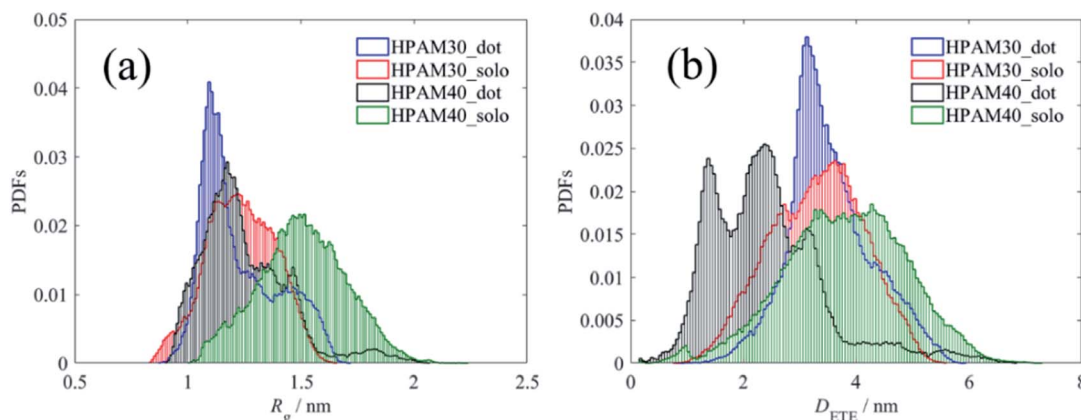 (a)
0.05
0.04
0.03
0.02
0.01
0
PDFs
HPAM30_dot
HPAM30_solo
HPAM40_dot
HPAM40_solo
0.5
1
1.5
2
2.5
R_g / nm
(b)
0.04
0.035
0.03
0.025
0.02
0.015
0.01
0.005
0
PDFs
HPAM30_dot
HPAM30_solo
HPAM40_dot
HPAM40_solo
0
2
4
6
8
D_ETE / nm